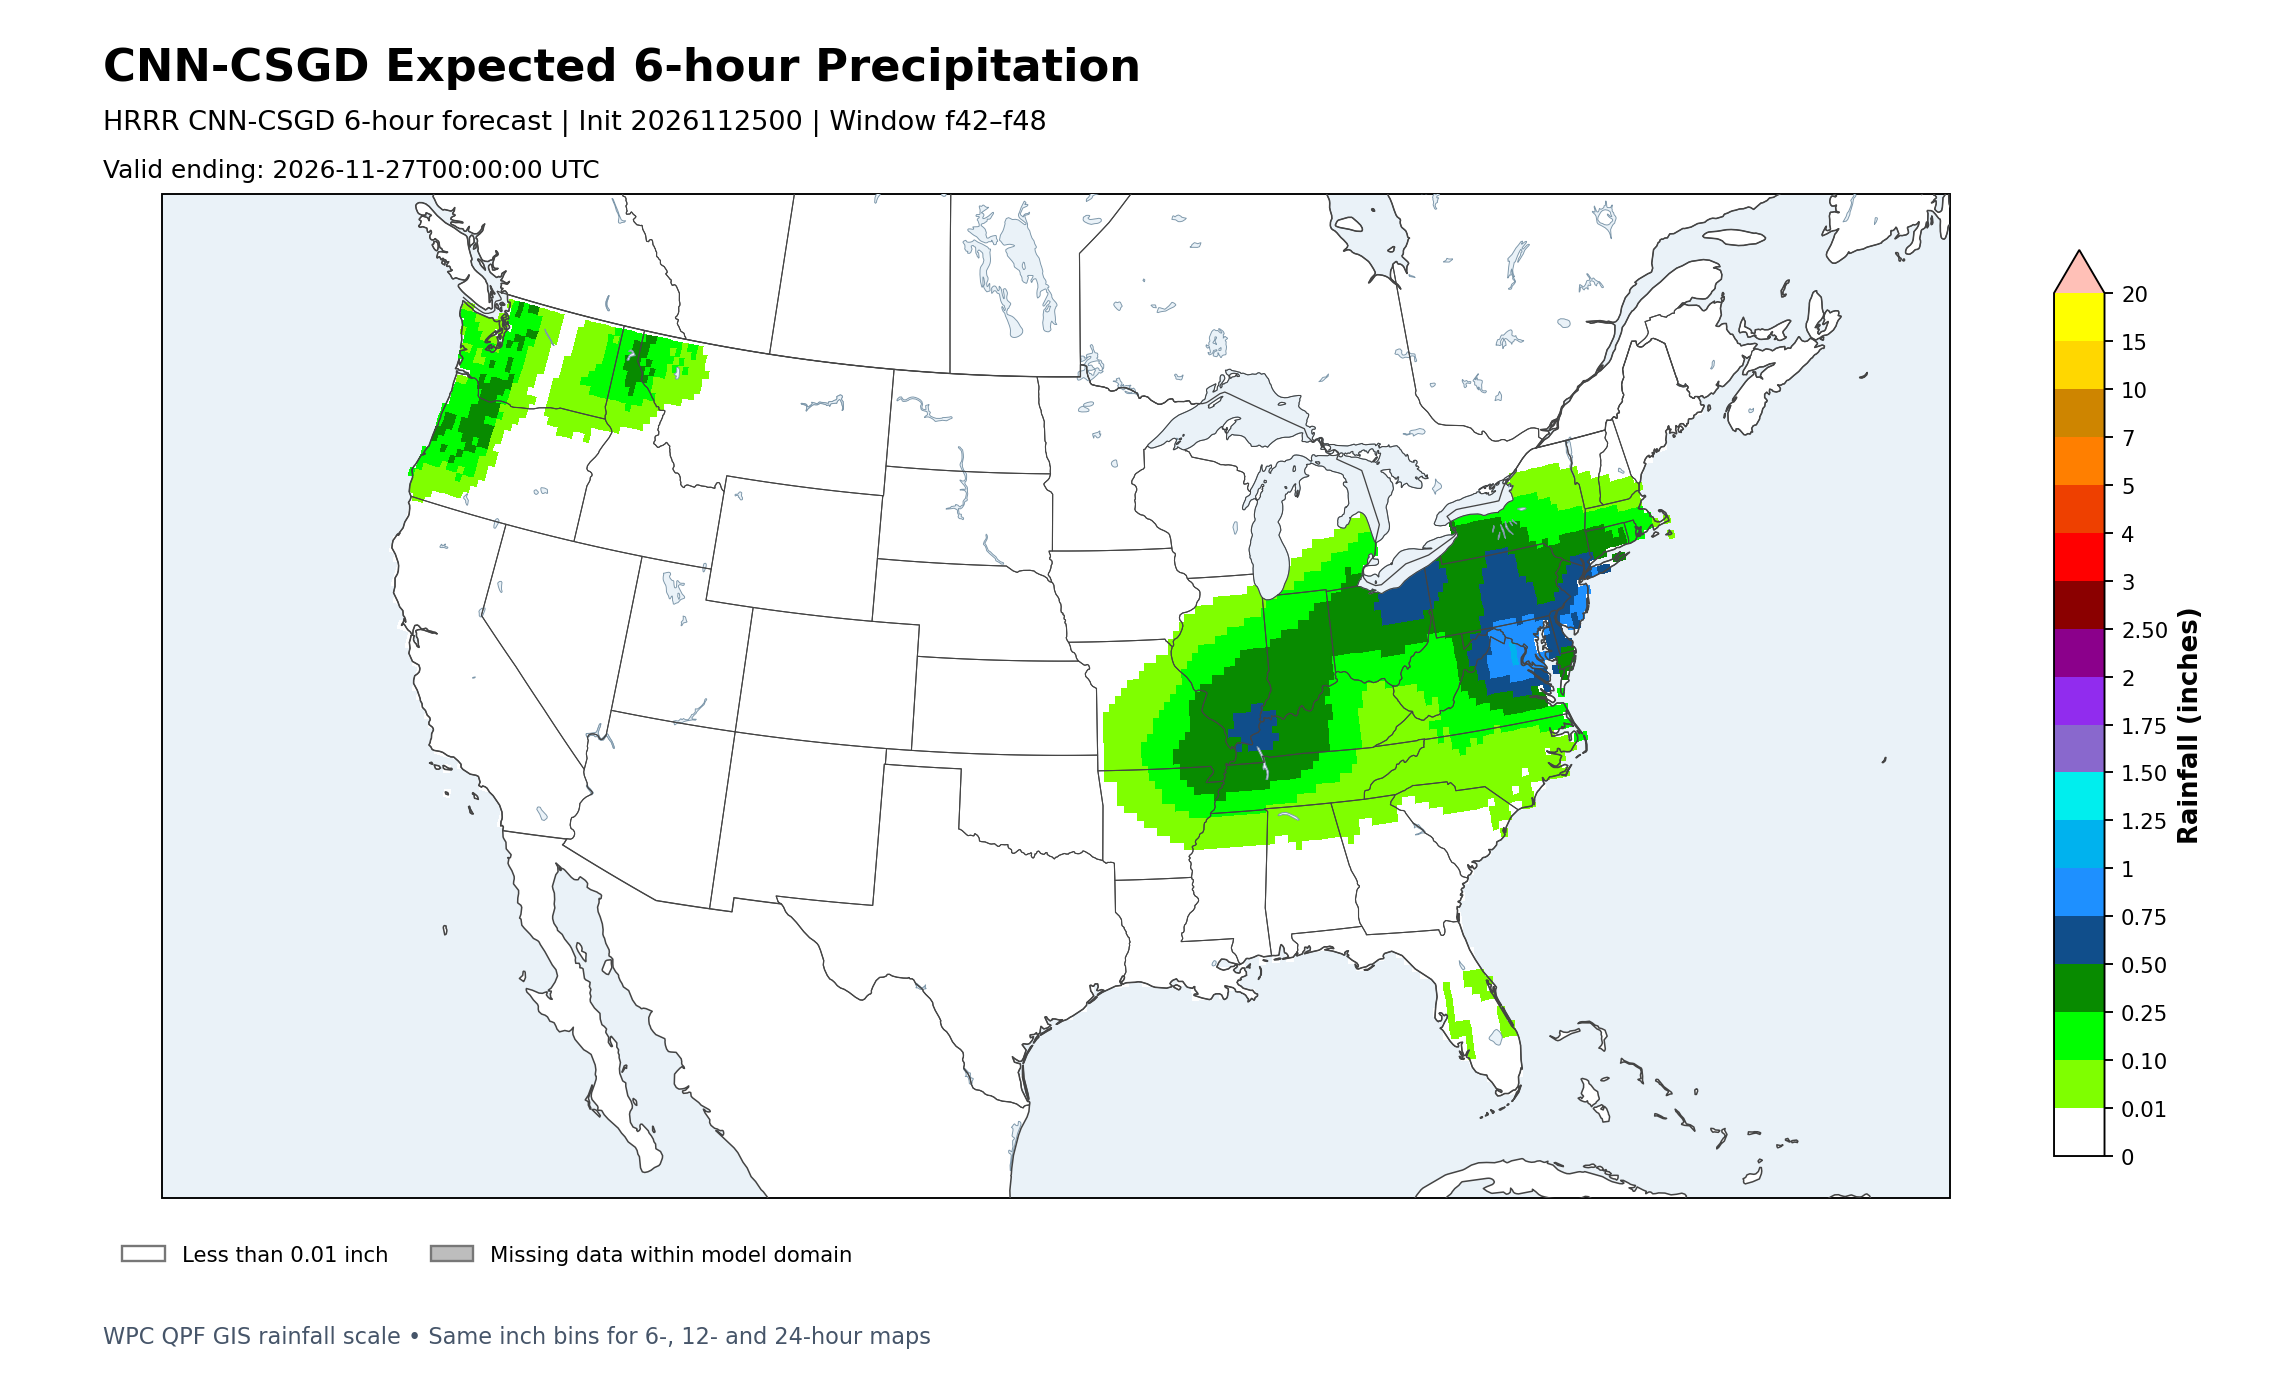 CNN-CSGD Expected 6-hour Precipitation
HRRR CNN-CSGD 6-hour forecast | Init 2026112500 | Window f42–f48
Valid ending: 2026-11-27T00:00:00 UTC
20
15
10
7
5
4
3
2.50
2
1.75
1.50
1.25
1
0.75
0.50
0.25
0.10
0.01
0
Rainfall (inches)
Less than 0.01 inch
Missing data within model domain
WPC QPF GIS rainfall scale • Same inch bins for 6-, 12- and 24-hour maps